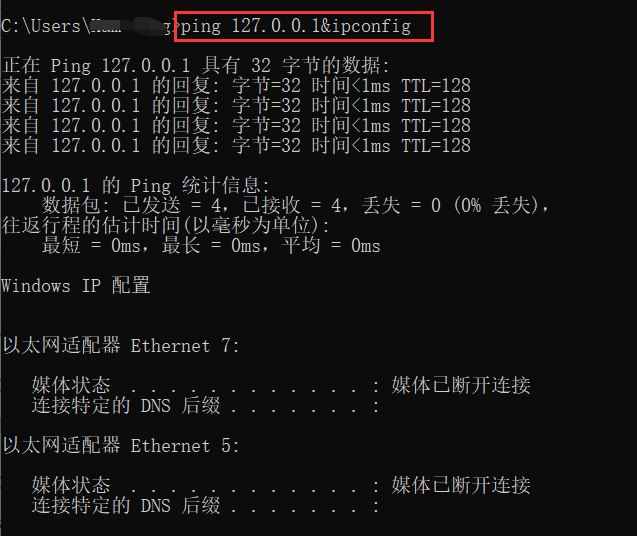 C:\Users\ >ping 127.0.0.1&ipconfig
正在 Ping 127.0.0.1 具有 32 字节的数据:
来自 127.0.0.1 的回复: 字节=32 时间<1ms TTL=128
来自 127.0.0.1 的回复: 字节=32 时间<1ms TTL=128
来自 127.0.0.1 的回复: 字节=32 时间<1ms TTL=128
来自 127.0.0.1 的回复: 字节=32 时间<1ms TTL=128
127.0.0.1 的 Ping 统计信息:
数据包: 已发送 = 4，已接收 = 4，丢失 = 0 (0% 丢失)，
往返行程的估计时间(以毫秒为单位):
最短 = 0ms，最长 = 0ms，平均 = 0ms
Windows IP 配置
以太网适配器 Ethernet 7:
媒体状态 . . . . . . . . . . . . : 媒体已断开连接
连接特定的 DNS 后缀 . . . . . . . :
以太网适配器 Ethernet 5:
媒体状态 . . . . . . . . . . . . : 媒体已断开连接
连接特定的 DNS 后缀 . . . . . . . :